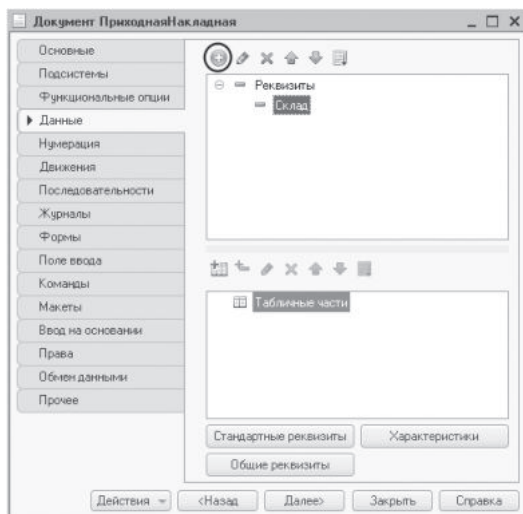 Документ ПриходнаяНакладная
Основные
Подсистемы
Функциональные опции
Данные
Нумерация
Движения
Последовательности
Журналы
Формы
Поле ввода
Команды
Макеты
Ввод на основании
Права
Обмен данными
Прочее
Реквизиты
Склад
Табличные части
Стандартные реквизиты
Характеристики
Общие реквизиты
Действия
<Назад
Далее>
Закрыть
Справка